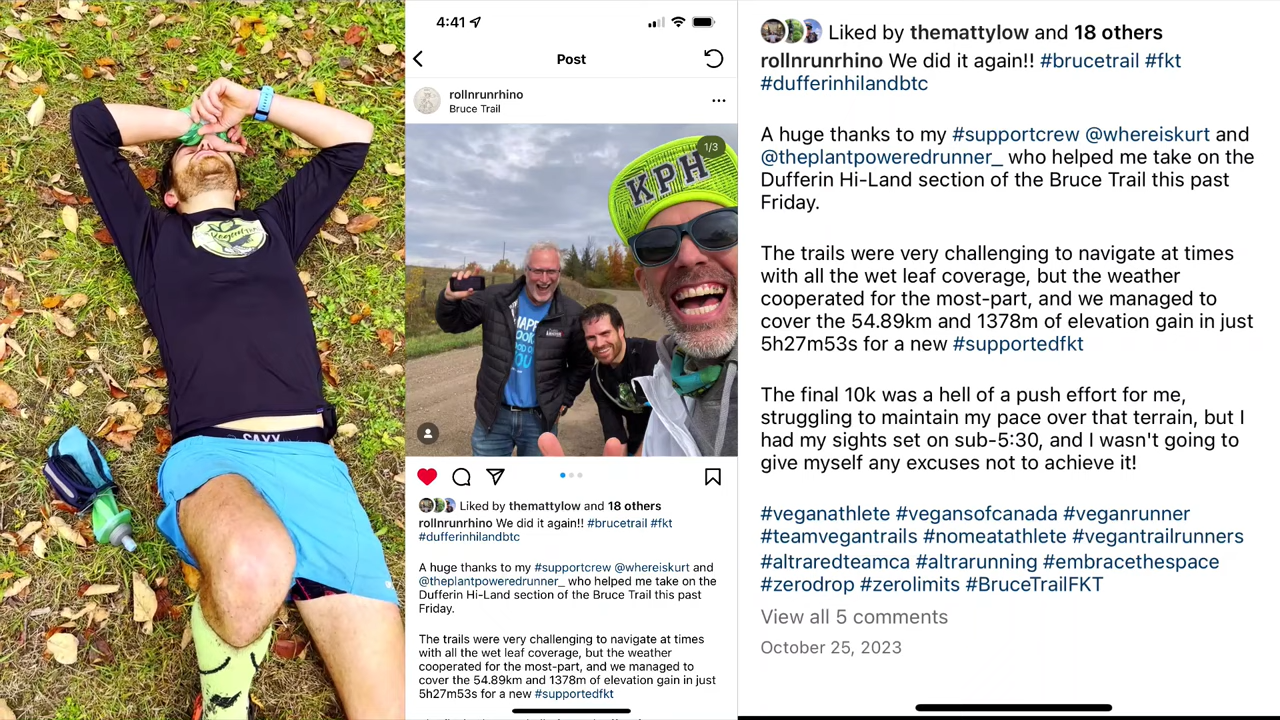 4:41
Post
rollnrunrhino
Bruce Trail
1/3
KPH
Liked by themattylow and 18 others
rollnrunrhino We did it again!! #brucetrail #fkt
#dufferinhilandbtc
A huge thanks to my #supportcrew @whereiskurt and
@theplantpoweredrunner_ who helped me take on the
Dufferin Hi-Land section of the Bruce Trail this past
Friday.
The trails were very challenging to navigate at times
with all the wet leaf coverage, but the weather
cooperated for the most-part, and we managed to
cover the 54.89km and 1378m of elevation gain in just
5h27m53s for a new #supportedfkt
Liked by themattylow and 18 others
rollnrunrhino We did it again!! #brucetrail #fkt
#dufferinhilandbtc
A huge thanks to my #supportcrew @whereiskurt and
@theplantpoweredrunner_ who helped me take on the
Dufferin Hi-Land section of the Bruce Trail this past
Friday.
The trails were very challenging to navigate at times
with all the wet leaf coverage, but the weather
cooperated for the most-part, and we managed to
cover the 54.89km and 1378m of elevation gain in just
5h27m53s for a new #supportedfkt
The final 10k was a hell of a push effort for me,
struggling to maintain my pace over that terrain, but I
had my sights set on sub-5:30, and I wasn't going to
give myself any excuses not to achieve it!
#veganathlete #vegansofcanada #veganrunner
#teamvegantrails #nomeatathlete #vegantrailrunners
#altraredteamca #altrarunning #embracethespace
#zerodrop #zerolimits #BruceTrailFKT
View all 5 comments
October 25, 2023